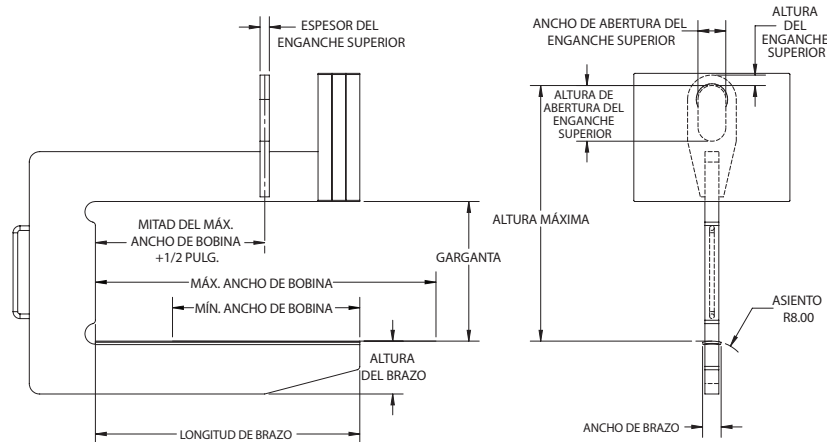 ESPESOR DEL
ENGANCHE SUPERIOR
MITAD DEL MÁX.
ANCHO DE BOBINA
+1/2 PULG.
GARGANTA
MÁX. ANCHO DE BOBINA
MÍN. ANCHO DE BOBINA
ALTURA
DEL BRAZO
LONGITUD DE BRAZO
ANCHO DE ABERTURA DEL
ENGANCHE SUPERIOR
ALTURA
DEL
ENGANCHE
SUPERIOR
ALTURA DE
ABERTURA DEL
ENGANCHE
SUPERIOR
ALTURA MÁXIMA
ASIENTO
R8.00
ANCHO DE BRAZO